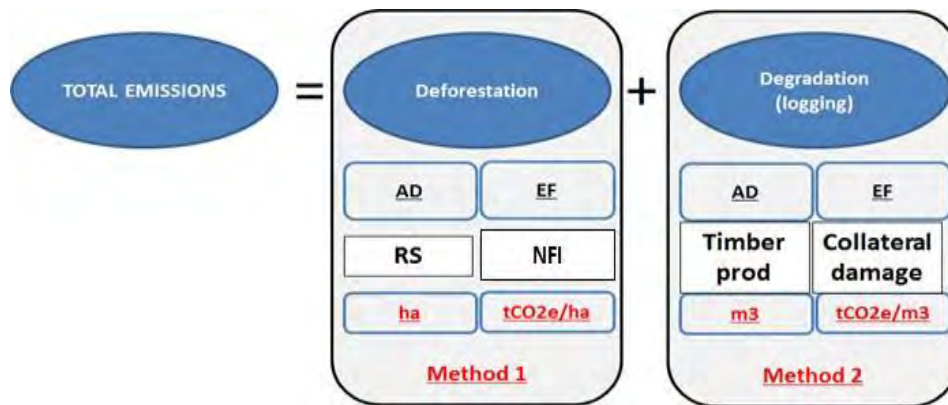 TOTAL EMISSIONS
=
Deforestation
+
Degradation
(logging)
AD
EF
AD
EF
RS
NFI
Timber
prod
Collateral
damage
ha
tCO2e/ha
m3
tCO2e/m3
Method 1
Method 2